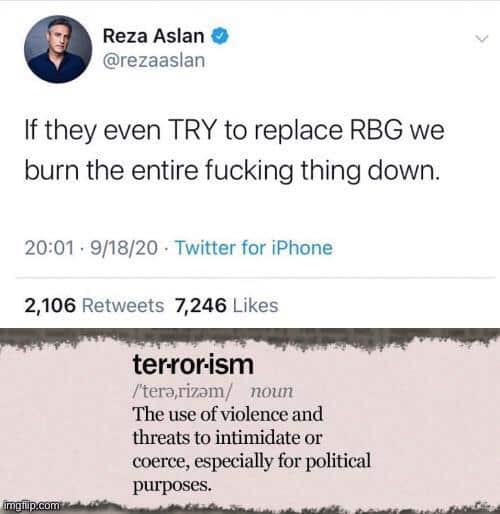 Reza Aslan
@rezaaslan
If they even TRY to replace RBG we
burn the entire fucking thing down.
20:01 · 9/18/20 · Twitter for iPhone
2,106 Retweets 7,246 Likes
ter·ror·ism
/ˈterəˌrizəm/ noun
The use of violence and
threats to intimidate or
coerce, especially for political
purposes.
imgflip.com